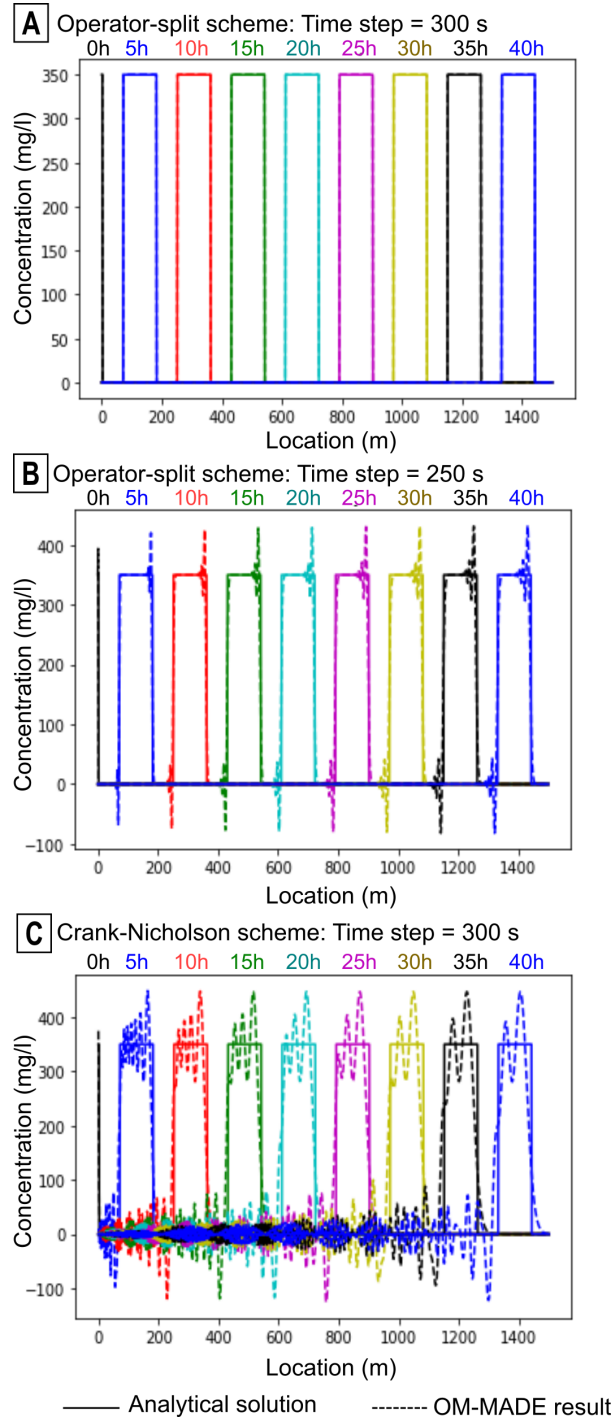 A Operator-split scheme: Time step = 300 s
0h 5h 10h 15h 20h 25h 30h 35h 40h
350
300
250
200
150
100
50
0
Concentration (mg/l)
0 200 400 600 800 1000 1200 1400
Location (m)
B Operator-split scheme: Time step = 250 s
0h 5h 10h 15h 20h 25h 30h 35h 40h
400
300
200
100
0
−100
Concentration (mg/l)
0 200 400 600 800 1000 1200 1400
Location (m)
C Crank-Nicholson scheme: Time step = 300 s
0h 5h 10h 15h 20h 25h 30h 35h 40h
400
300
200
100
0
−100
Concentration (mg/l)
0 200 400 600 800 1000 1200 1400
Location (m)
Analytical solution OM-MADE result